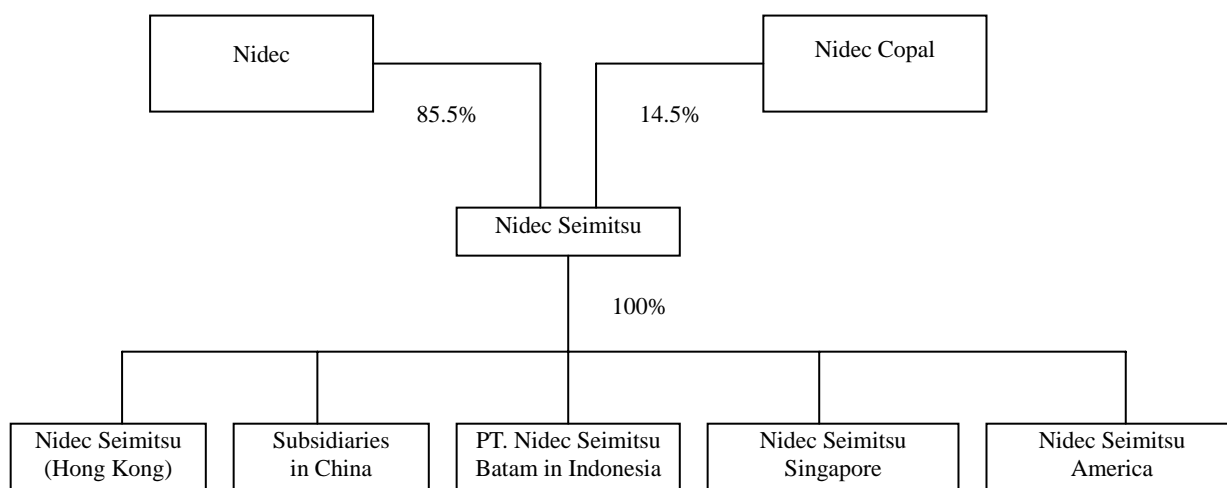 Nidec
Nidec Copal
85.5%
14.5%
Nidec Seimitsu
100%
Nidec Seimitsu
(Hong Kong)
Subsidiaries
in China
PT. Nidec Seimitsu
Batam in Indonesia
Nidec Seimitsu
Singapore
Nidec Seimitsu
America